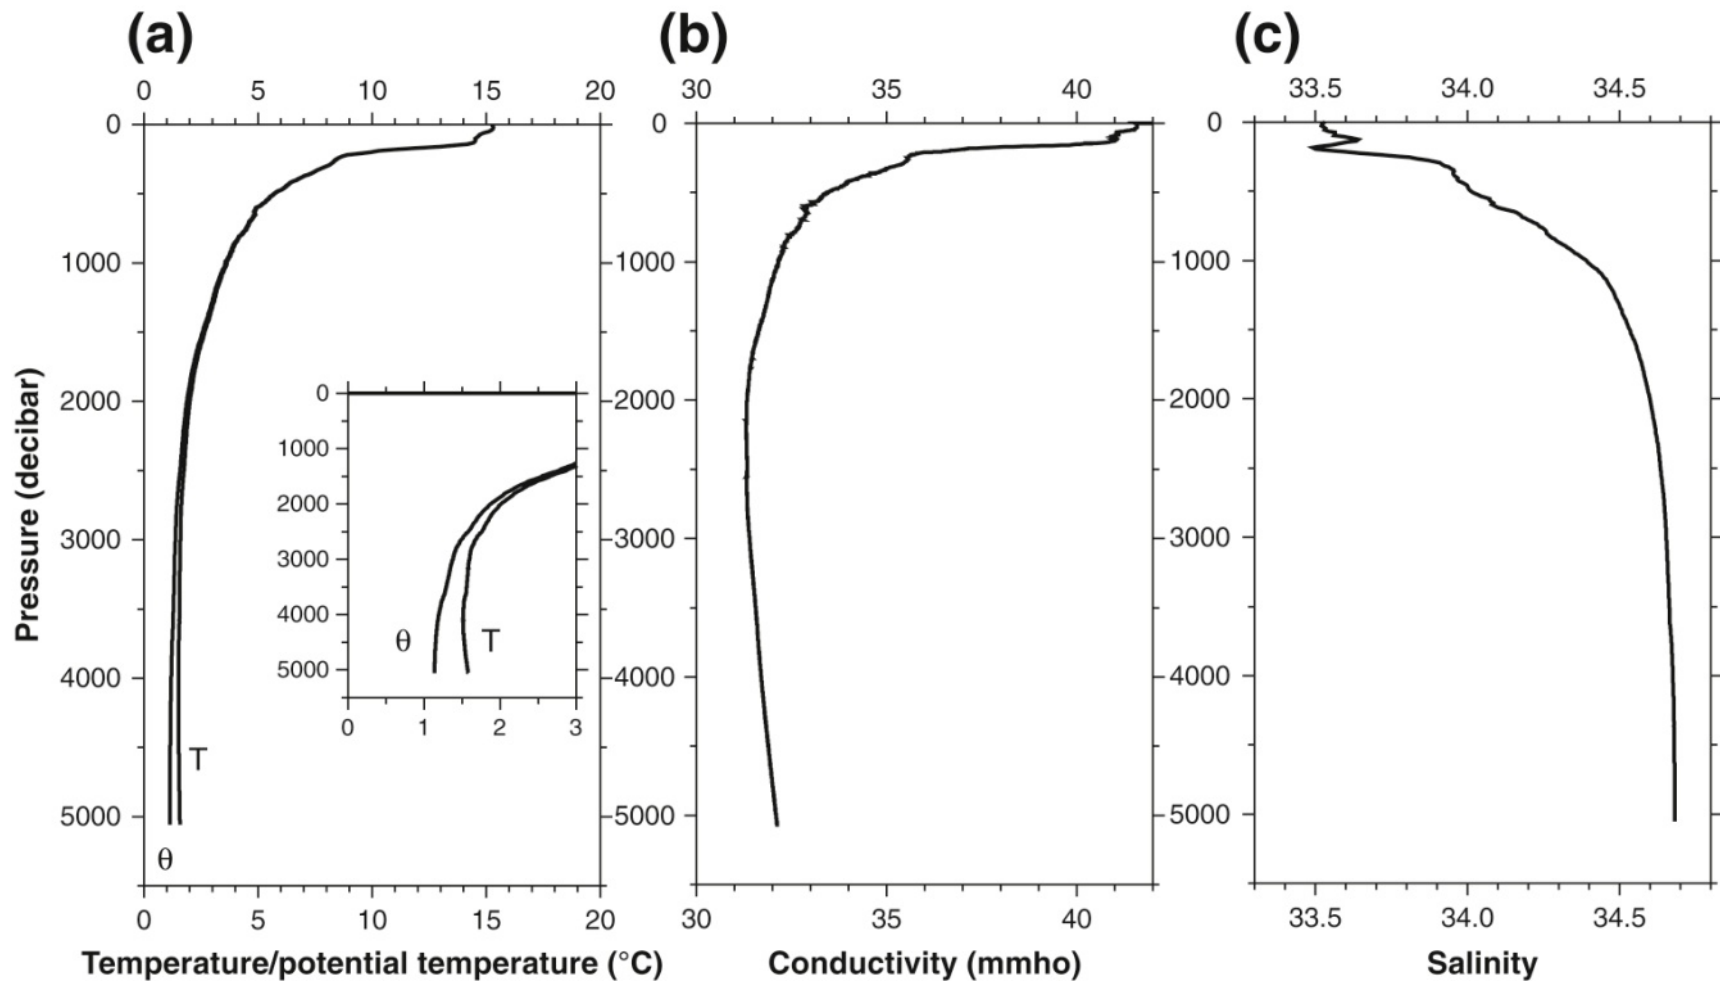 (a) (b) (c)
0 5 10 15 20
30 35 40
33.5 34.0 34.5
0 0 0
1000 1000 1000
2000 2000 2000
3000 3000 3000
4000 4000 4000
5000 5000 5000
Pressure (decibar)
0
1000
2000
3000
4000
5000
θ T
0 1 2 3
T
θ
0 5 10 15 20
30 35 40
33.5 34.0 34.5
Temperature/potential temperature (°C)
Conductivity (mmho)
Salinity